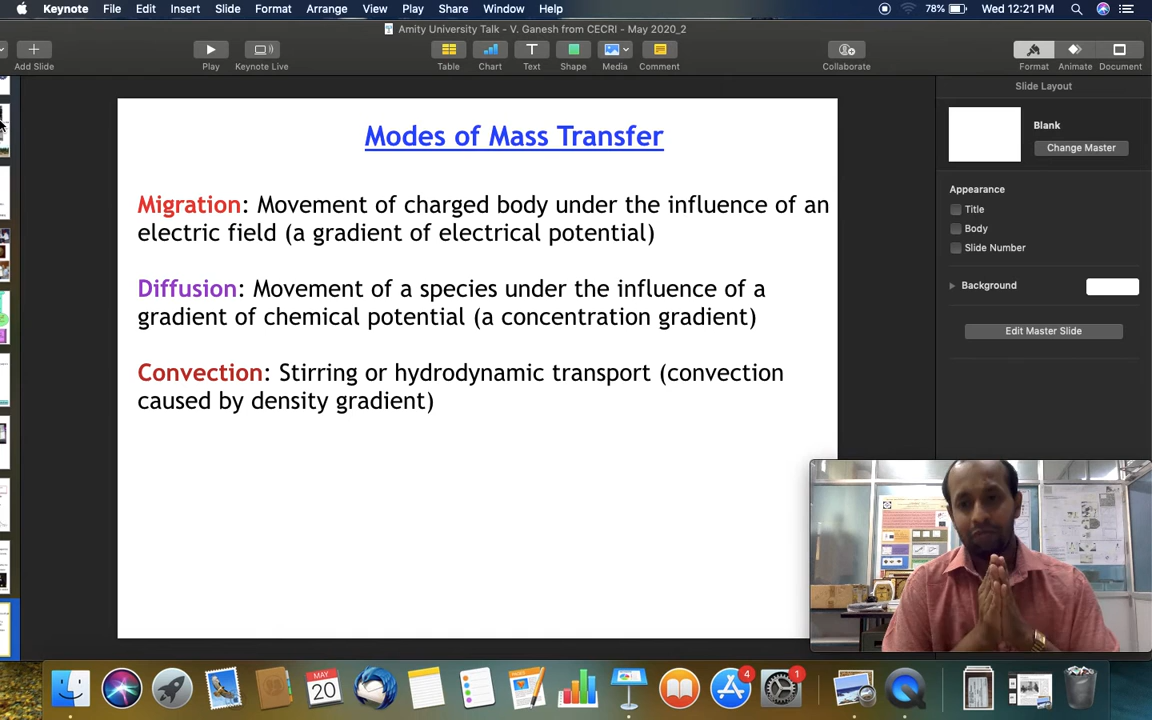 Keynote File Edit Insert Slide Format Arrange View Play Share Window Help 78% Wed 12:21 PM
Amity University Talk - V. Ganesh from CECRI - May 2020_2
Add Slide Play Keynote Live Table Chart Text Shape Media Comment Collaborate Format Animate Document
Slide Layout
Blank
Change Master
Appearance
Title
Body
Slide Number
Background
Edit Master Slide
Modes of Mass Transfer
Migration: Movement of charged body under the influence of an
electric field (a gradient of electrical potential)
Diffusion: Movement of a species under the influence of a
gradient of chemical potential (a concentration gradient)
Convection: Stirring or hydrodynamic transport (convection
caused by density gradient)
MAY
20
4
1